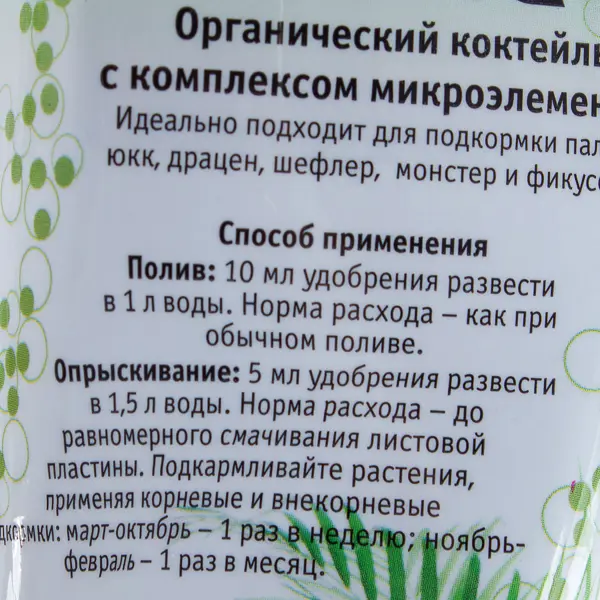 Органический коктейль
с комплексом микроэлемен
Идеально подходит для подкормки пал
юкк, драцен, шефлер, монстер и фикусо
Способ применения
Полив: 10 мл удобрения развести
в 1 л воды. Норма расхода – как при
обычном поливе.
Опрыскивание: 5 мл удобрения развести
в 1,5 л воды. Норма расхода – до
равномерного смачивания листовой
пластины. Подкармливайте растения,
применяя корневые и внекорневые
дкормки: март-октябрь – 1 раз в неделю; ноябрь-
февраль – 1 раз в месяц.